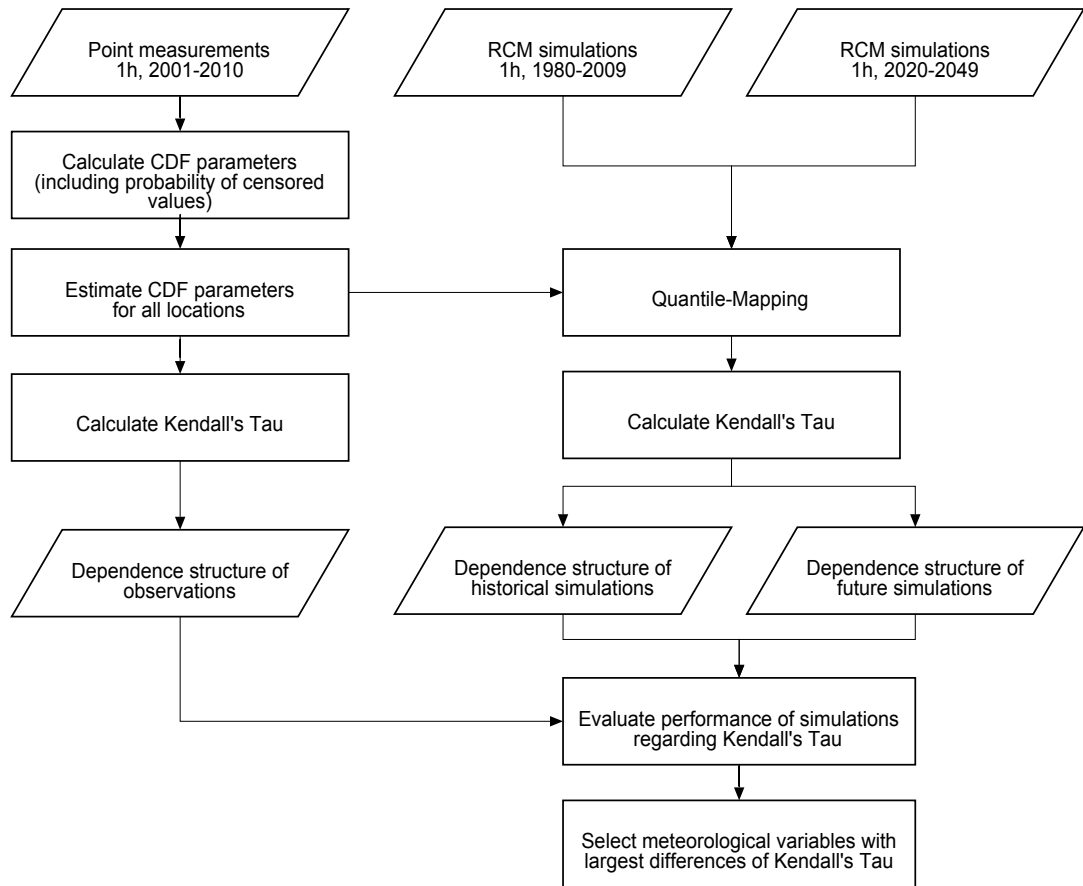 Point measurements
1h, 2001-2010
RCM simulations
1h, 1980-2009
RCM simulations
1h, 2020-2049
Calculate CDF parameters
(including probability of censored
values)
Estimate CDF parameters
for all locations
Quantile-Mapping
Calculate Kendall's Tau
Calculate Kendall's Tau
Dependence structure of
observations
Dependence structure of
historical simulations
Dependence structure of
future simulations
Evaluate performance of simulations
regarding Kendall's Tau
Select meteorological variables with
largest differences of Kendall's Tau